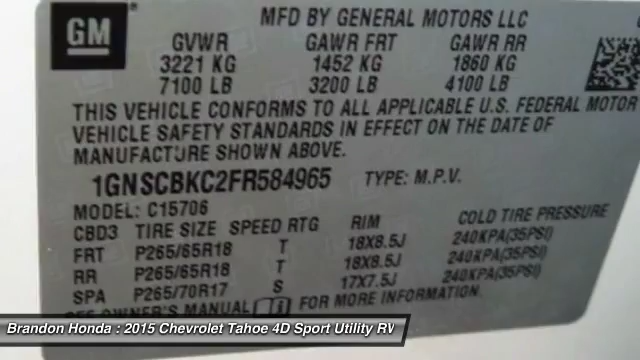 GM
MFD BY GENERAL MOTORS LLC
GVWR GAWR FRT GAWR RR
3221 KG 1452 KG 1860 KG
7100 LB 3200 LB 4100 LB
THIS VEHICLE CONFORMS TO ALL APPLICABLE U.S. FEDERAL MOTOR
VEHICLE SAFETY STANDARDS IN EFFECT ON THE DATE OF
MANUFACTURE SHOWN ABOVE.
1GNSCBKC2FR584965 TYPE: M.P.V.
MODEL: C15706
CBD3 TIRE SIZE SPEED RTG RIM COLD TIRE PRESSURE
FRT P265/65R18 T 18X8.5J 240KPA(35PSI)
RR P265/65R18 T 18X8.5J 240KPA(35PSI)
SPA P265/70R17 S 17X7.5J 240KPA(35PSI)
SEE OWNER'S MANUAL FOR MORE INFORMATION
Brandon Honda : 2015 Chevrolet Tahoe 4D Sport Utility RV